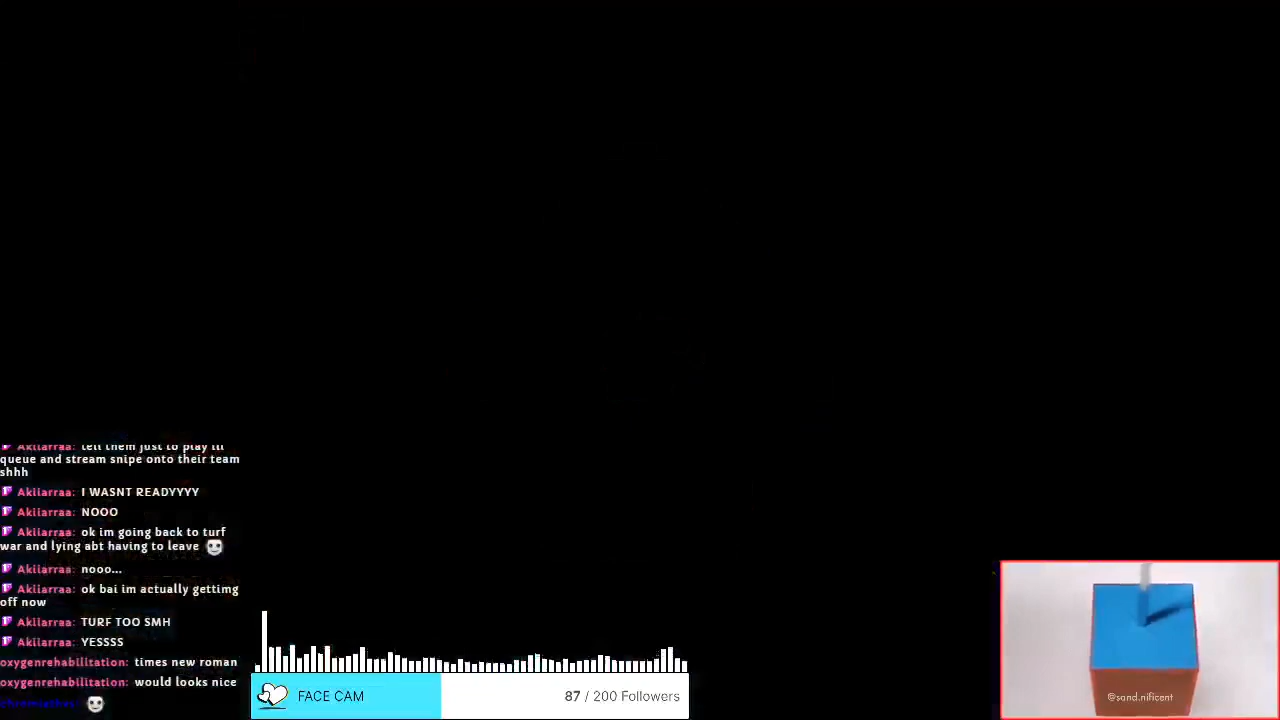 Akiiarraa: tell them just to play in
queue and stream snipe onto their team
shhh
Akiiarraa: I WASNT READYYYY
Akiiarraa: NOOO
Akiiarraa: ok im going back to turf
war and lying abt having to leave
Akiiarraa: nooo...
Akiiarraa: ok bai im actually gettimg
off now
Akiiarraa: TURF TOO SMH
Akiiarraa: YESSSS
oxygenrehabilitation: times new roman
oxygenrehabilitation: would looks nice
FACE CAM
87 / 200 Followers
@sand.nificent